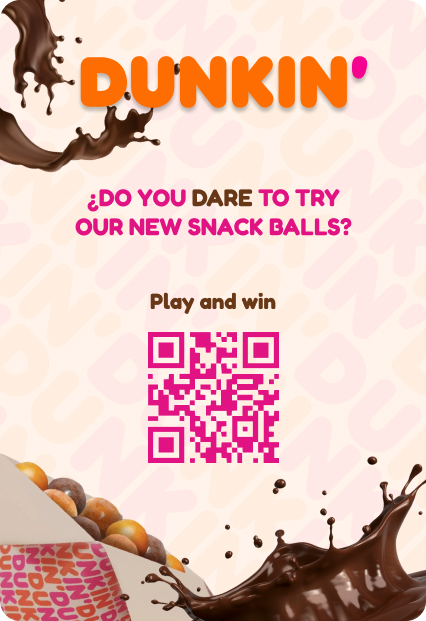 DUNKIN'
¿DO YOU DARE TO TRY
OUR NEW SNACK BALLS?
Play and win